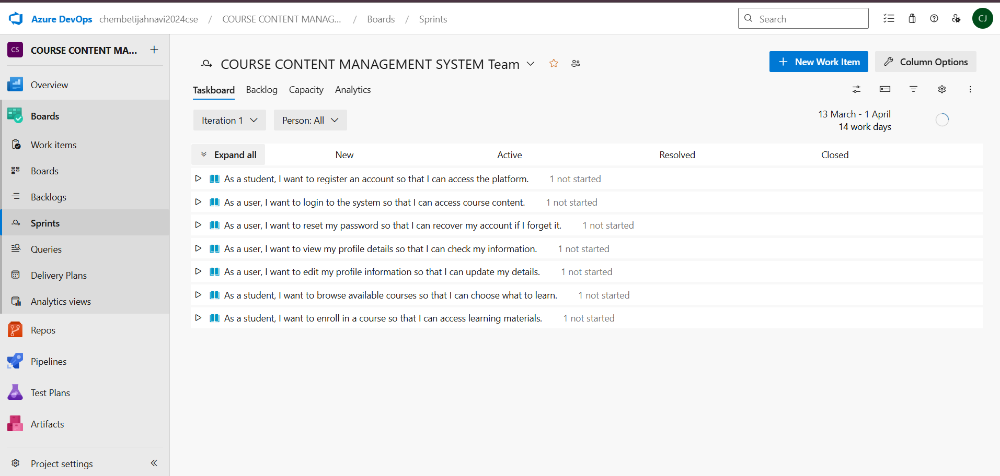 Azure DevOps chembetijahnavi2024cse / COURSE CONTENT MANAG... / Boards / Sprints
Search
CJ
CS COURSE CONTENT MA...
Overview
Boards
Work items
Boards
Backlogs
Sprints
Queries
Delivery Plans
Analytics views
Repos
Pipelines
Test Plans
Artifacts
Project settings
COURSE CONTENT MANAGEMENT SYSTEM Team
New Work Item
Column Options
Taskboard Backlog Capacity Analytics
Iteration 1 Person: All
13 March - 1 April
14 work days
Expand all New Active Resolved Closed
As a student, I want to register an account so that I can access the platform. 1 not started
As a user, I want to login to the system so that I can access course content. 1 not started
As a user, I want to reset my password so that I can recover my account if I forget it. 1 not started
As a user, I want to view my profile details so that I can check my information. 1 not started
As a user, I want to edit my profile information so that I can update my details. 1 not started
As a student, I want to browse available courses so that I can choose what to learn. 1 not started
As a student, I want to enroll in a course so that I can access learning materials. 1 not started